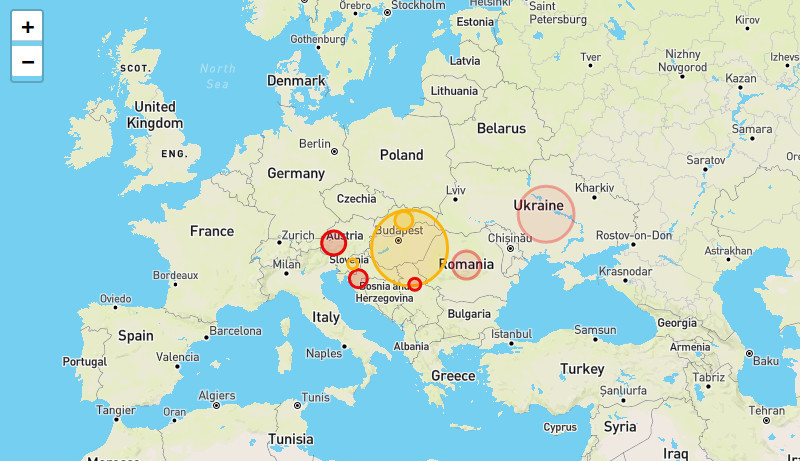 +
−
Örebro
Stockholm
Helsinki
Saint
Petersburg
Estonia
Kirov
Gothenburg
SCOT.
North
Sea
Denmark
Latvia
Tver
Nizhny
Novgorod
Kazan
Lithuania
United
Kingdom
Belarus
Samara
ENG.
Berlin
Poland
Saratov
Germany
Czechia
Lviv
Kharkiv
Ukraine
France
Zurich
Austria
Budapest
Chișinău
Rostov-on-Don
Astrakhan
Milan
Slovenia
Romania
Krasnodar
Bordeaux
Bosnia and
Herzegovina
Oviedo
Italy
Bulgaria
Georgia
Spain
Barcelona
Istanbul
Samsun
Armenia
Baku
Portugal
Valencia
Naples
Albania
Greece
Turkey
Tabriz
Algiers
Tunis
Şanlıurfa
Tangier
Oran
Tehran
Tunisia
Cyprus
Syria
Iraq